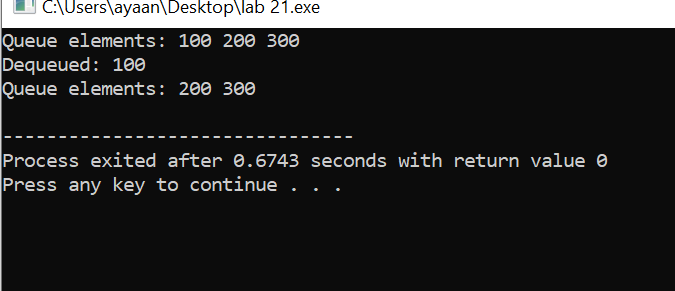 C:\Users\ayaan\Desktop\lab 21.exe
Queue elements: 100 200 300
Dequeued: 100
Queue elements: 200 300
--------------------------------
Process exited after 0.6743 seconds with return value 0
Press any key to continue . . .